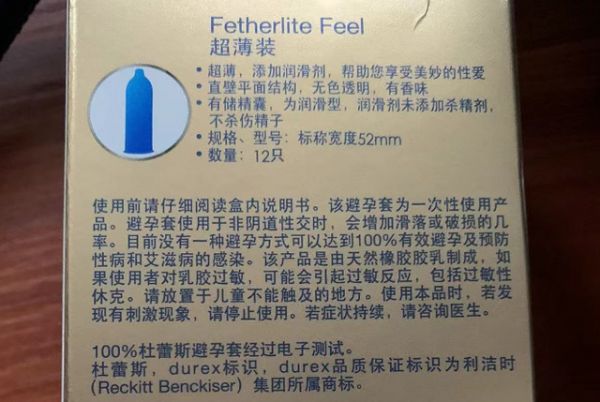 Fetherlite Feel
超薄装
• 超薄，添加润滑剂，帮助您享受美妙的性爱
• 直壁平面结构，无色透明，有香味
• 有储精囊，为润滑型，润滑剂未添加杀精剂，
不杀伤精子
• 规格、型号：标称宽度52mm
• 数量：12只
使用前请仔细阅读盒内说明书。该避孕套为一次性使用产
品。避孕套使用于非阴道性交时，会增加滑落或破损的几
率。目前没有一种避孕方式可以达到100%有效避孕及预防
性病和艾滋病的感染。该产品是由天然橡胶胶乳制成，如
果使用者对乳胶过敏，可能会引起过敏反应，包括过敏性
休克。请放置于儿童不能触及的地方。使用本品时，若发
现有刺激现象，请停止使用。若症状持续，请咨询医生。
100%杜蕾斯避孕套经过电子测试。
杜蕾斯，durex标识，durex品质保证标识为利洁时
(Reckitt Benckiser) 集团所属商标。